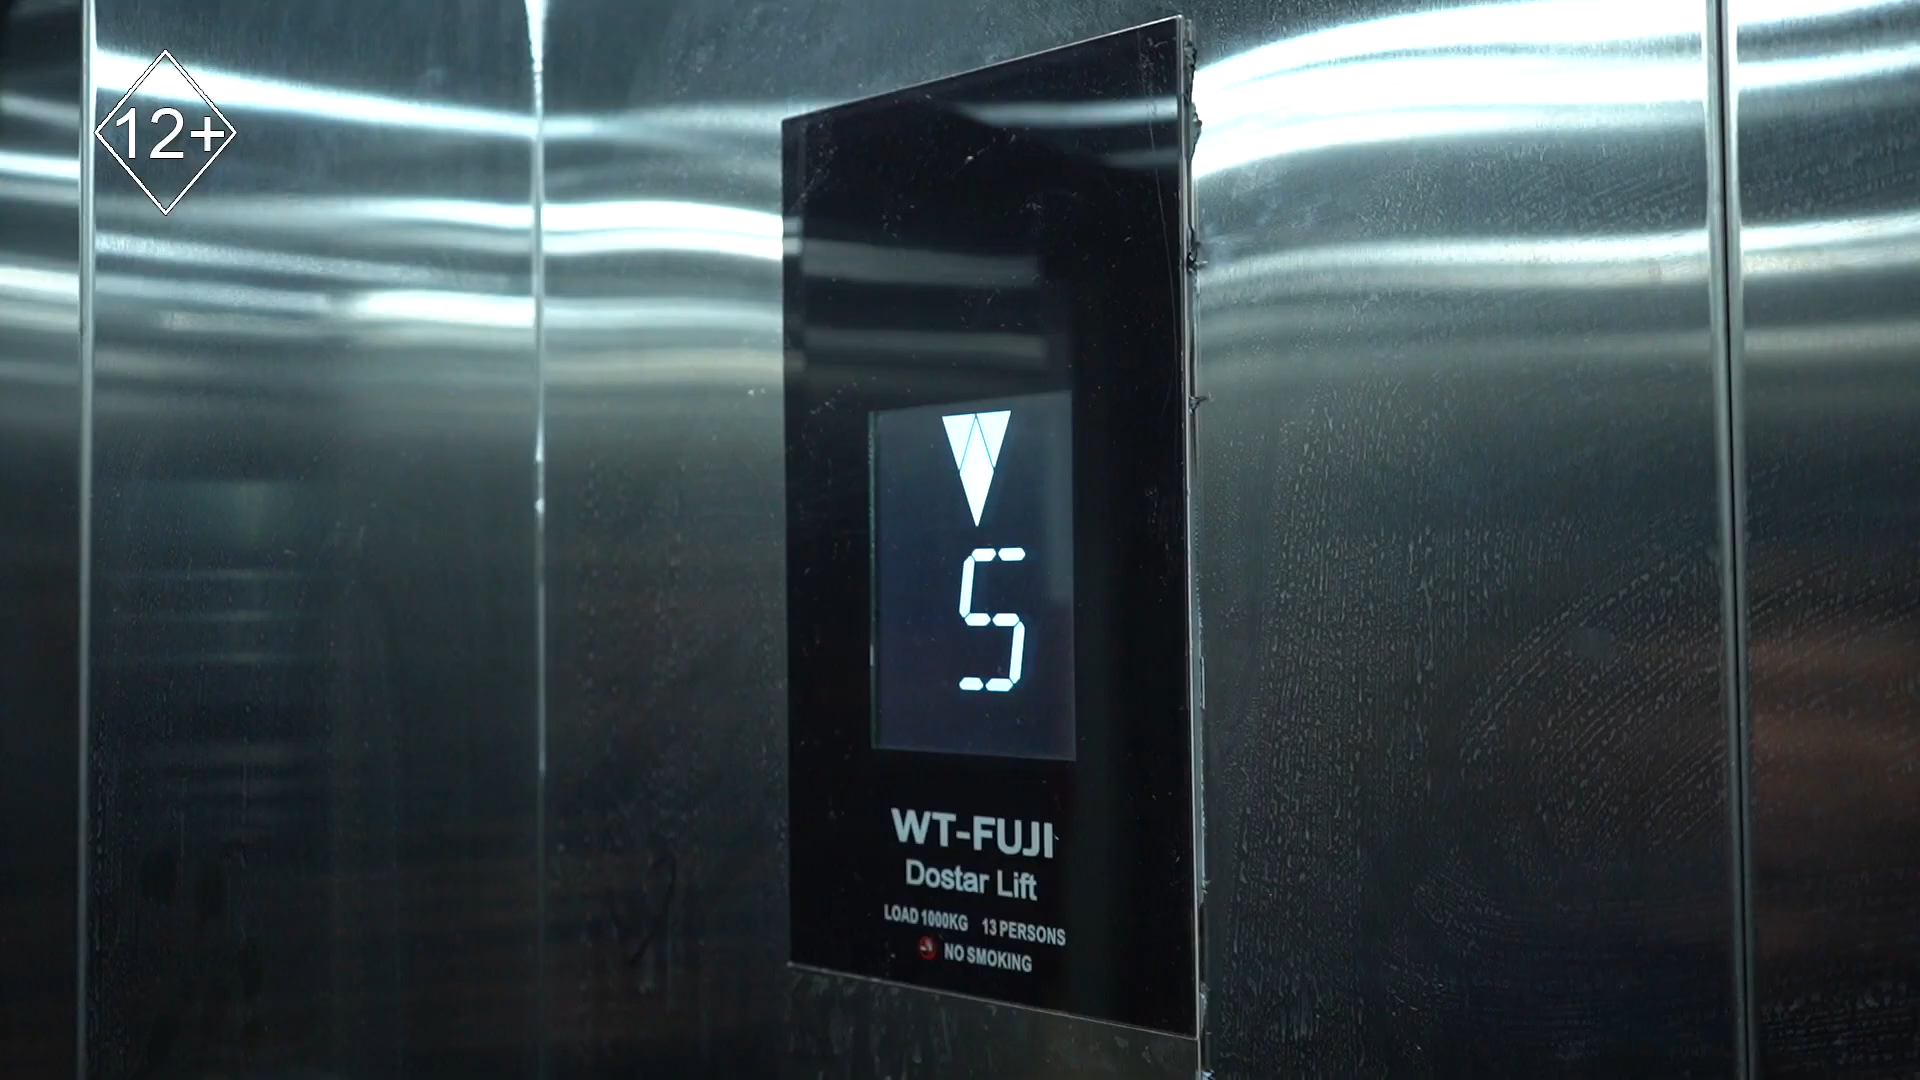 12+
5
WT-FUJI
Dostar Lift
LOAD 1000KG 13 PERSONS
NO SMOKING